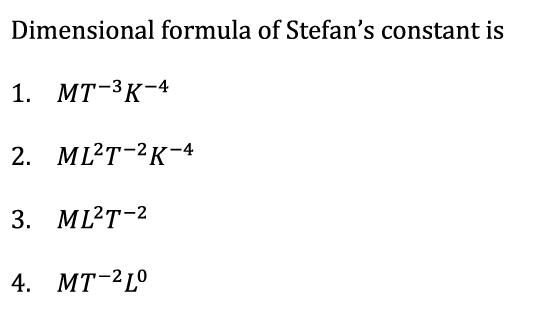 Dimensional formula of Stefan’s constant is
1. MT⁻³K⁻⁴
2. ML²T⁻²K⁻⁴
3. ML²T⁻²
4. MT⁻²L⁰